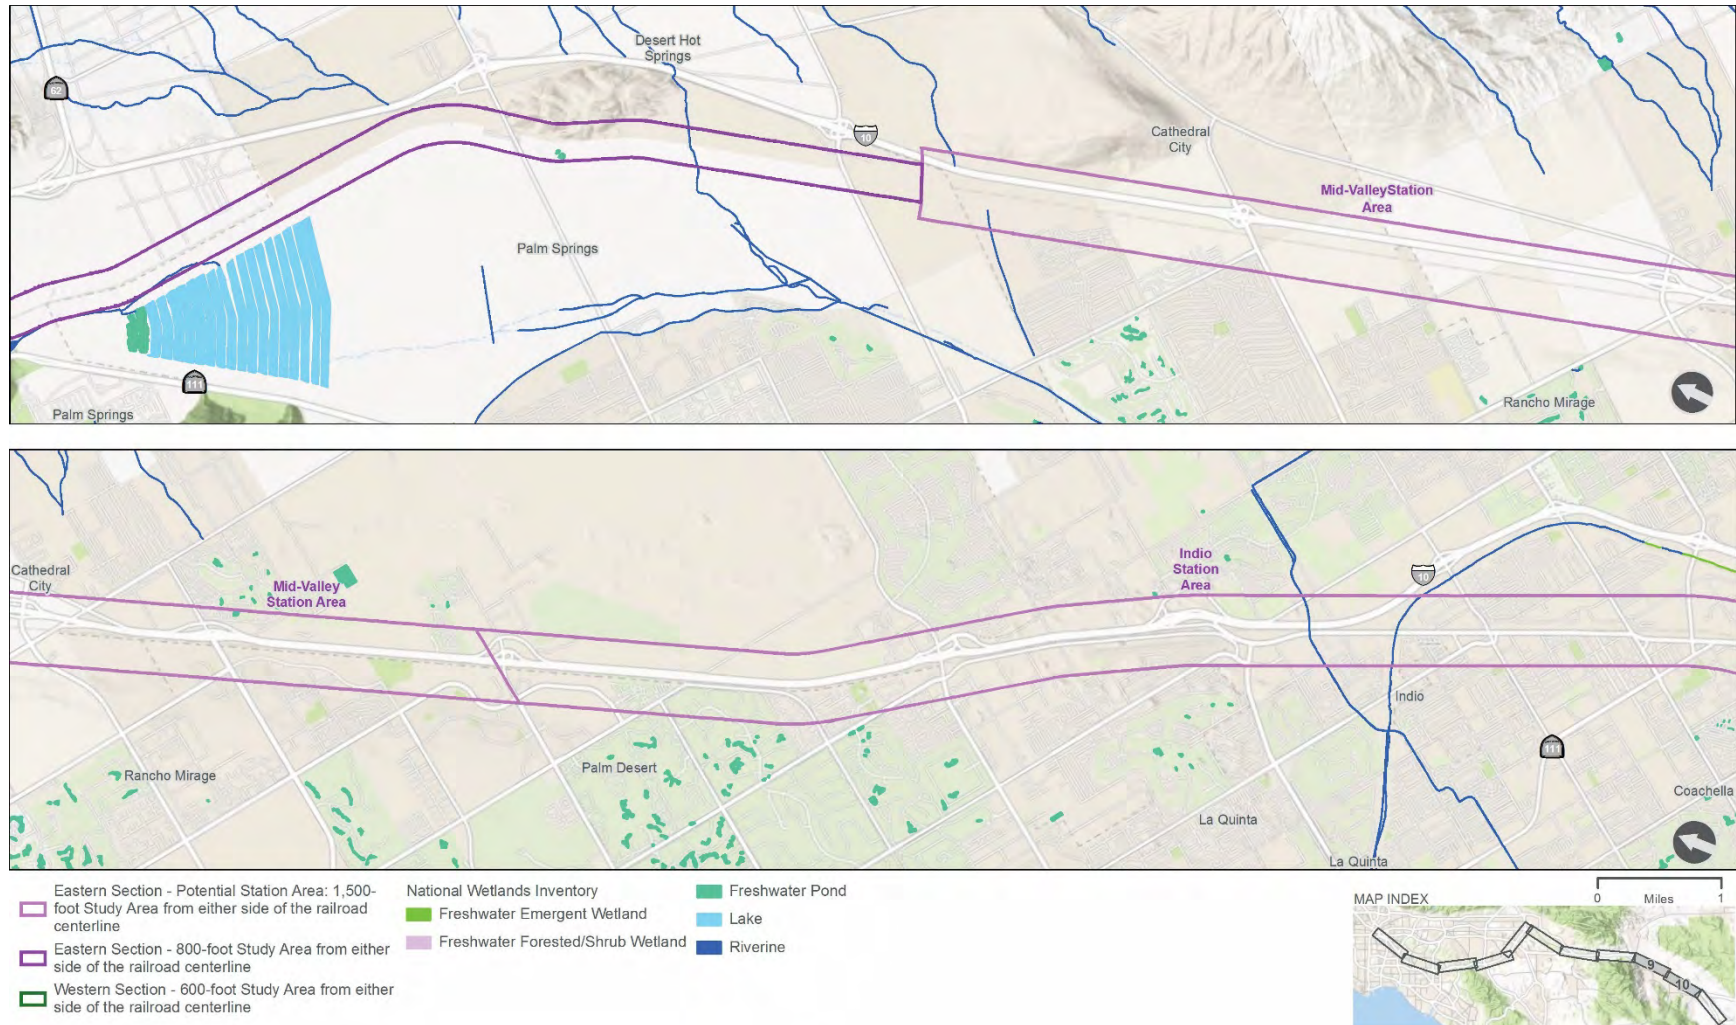 Desert Hot
Springs
62
10
Cathedral
City
Mid-ValleyStation
Area
Palm Springs
111
Palm Springs
Rancho Mirage
Cathedral
City
Mid-Valley
Station Area
Indio
Station
Area
10
Indio
111
Rancho Mirage
Palm Desert
La Quinta
Coachella
La Quinta
Eastern Section - Potential Station Area: 1,500-
foot Study Area from either side of the railroad
centerline
Eastern Section - 800-foot Study Area from either
side of the railroad centerline
Western Section - 600-foot Study Area from either
side of the railroad centerline
National Wetlands Inventory
Freshwater Emergent Wetland
Freshwater Forested/Shrub Wetland
Freshwater Pond
Lake
Riverine
0 Miles 1
MAP INDEX
9
10